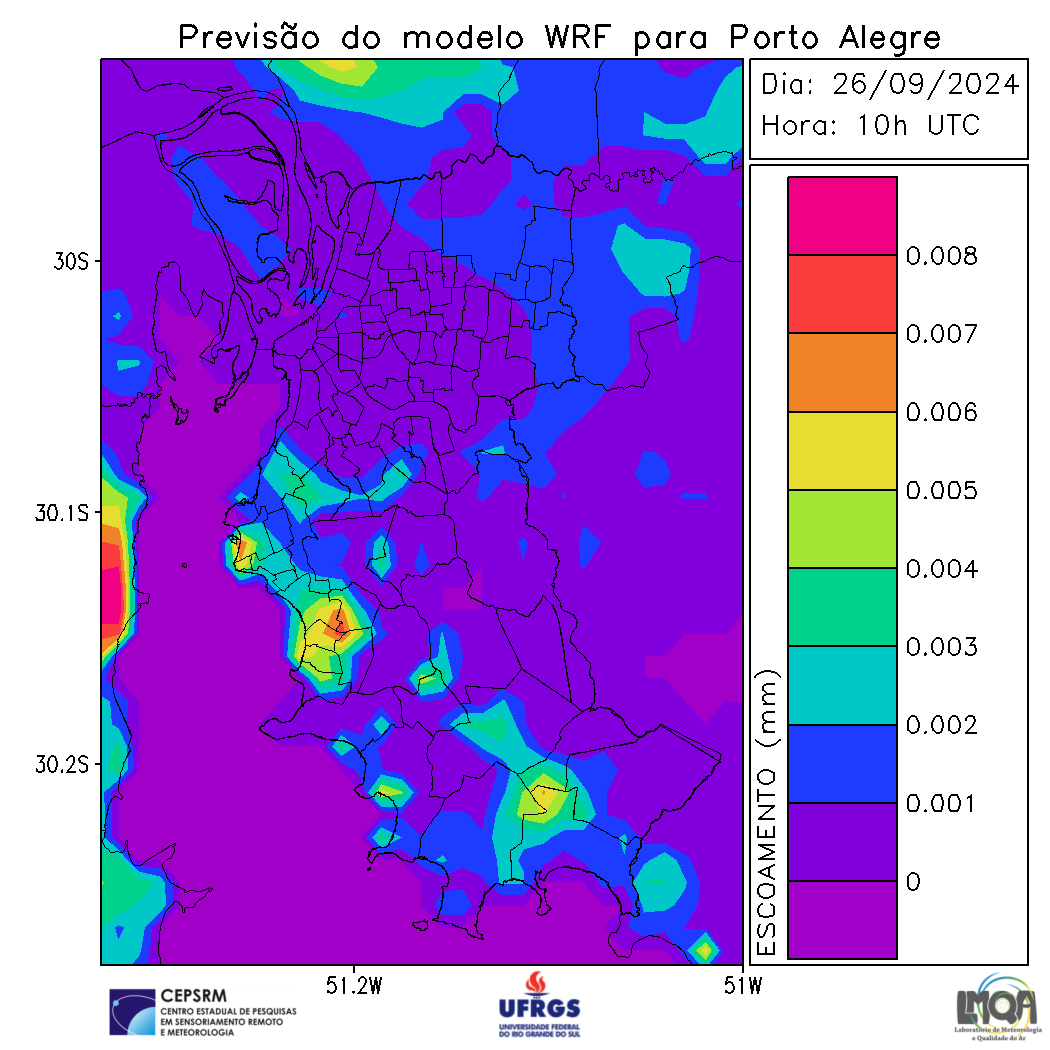 Previsão do modelo WRF para Porto Alegre
Dia: 26/09/2024
Hora: 10h UTC
30S
30.1S
30.2S
51.2W
51W
ESCOAMENTO (mm)
0.008
0.007
0.006
0.005
0.004
0.003
0.002
0.001
0
CEPSRM
CENTRO ESTADUAL DE PESQUISAS
EM SENSORIAMENTO REMOTO
E METEOROLOGIA
UFRGS
UNIVERSIDADE FEDERAL
DO RIO GRANDE DO SUL
LMQA
Laboratório de Meteorologia
e Qualidade do Ar